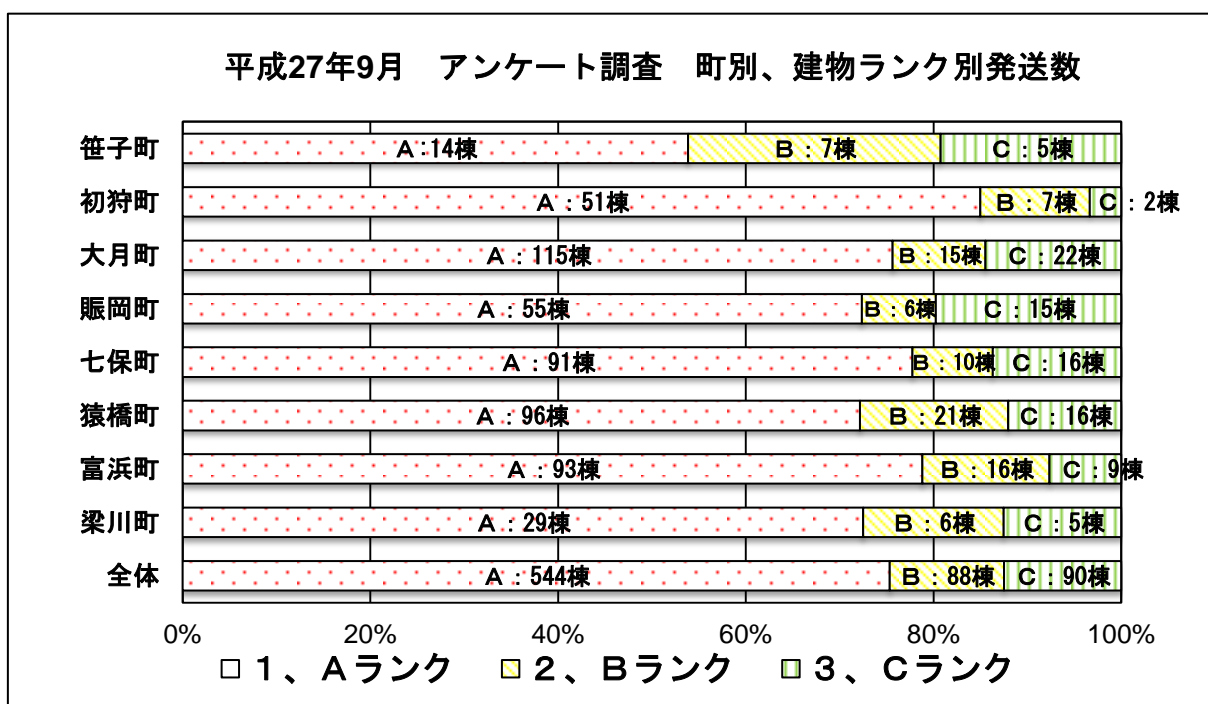 平成27年9月　アンケート調査　町別、建物ランク別発送数
笹子町 A：14棟 B：7棟 C：5棟
初狩町 A：51棟 B：7棟 C：2棟
大月町 A：115棟 B：15棟 C：22棟
賑岡町 A：55棟 B：6棟 C：15棟
七保町 A：91棟 B：10棟 C：16棟
猿橋町 A：96棟 B：21棟 C：16棟
富浜町 A：93棟 B：16棟 C：9棟
梁川町 A：29棟 B：6棟 C：5棟
全体 A：544棟 B：88棟 C：90棟
0% 20% 40% 60% 80% 100%
１、Ａランク ２、Ｂランク ３、Ｃランク